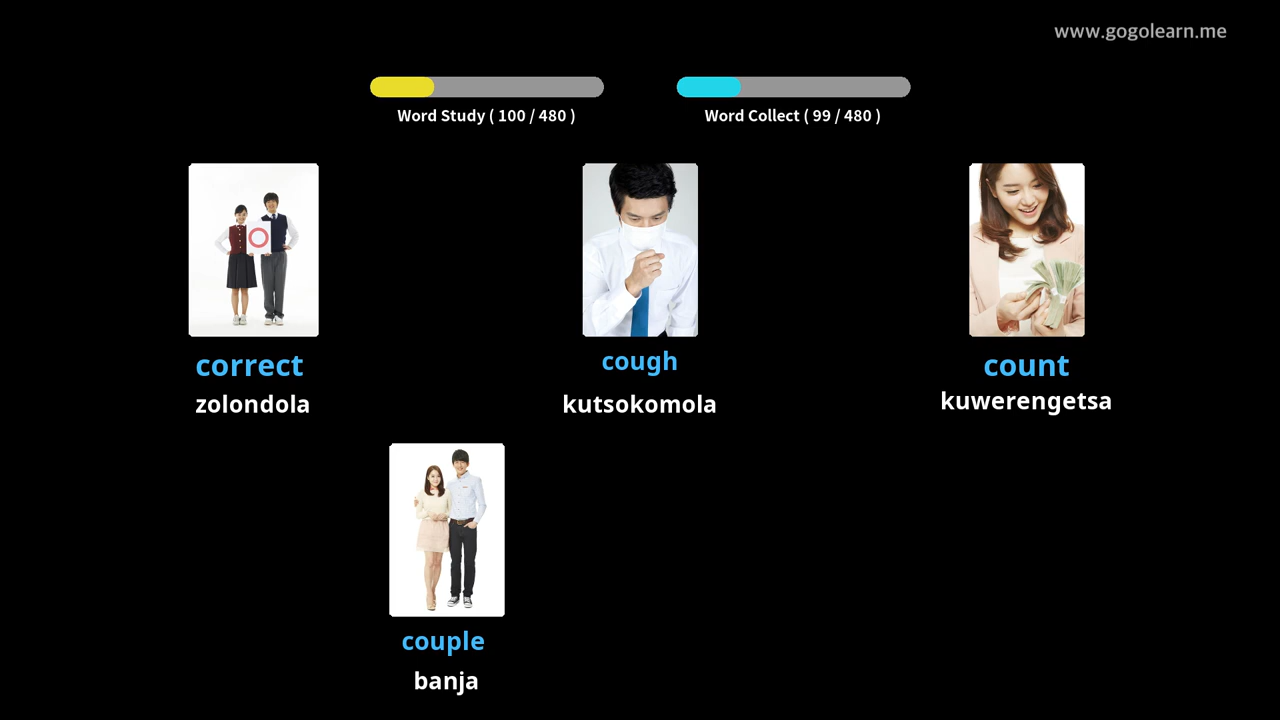 www.gogolearn.me
Word Study ( 100 / 480 )
Word Collect ( 99 / 480 )
correct
zolondola
cough
kutsokomola
count
kuwerengetsa
couple
banja